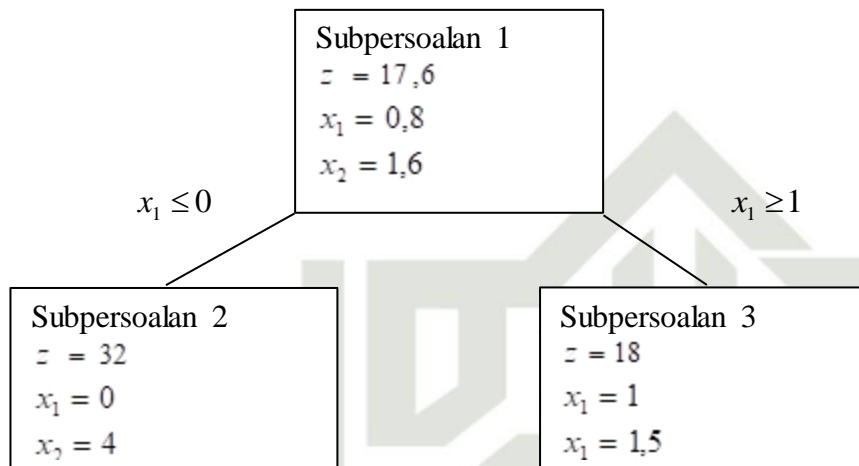 Subpersoalan 1
z = 17,6
x₁ = 0,8
x₂ = 1,6
x₁ ≤ 0
x₁ ≥ 1
Subpersoalan 2
z = 32
x₁ = 0
x₂ = 4
Subpersoalan 3
z = 18
x₁ = 1
x₁ = 1,5